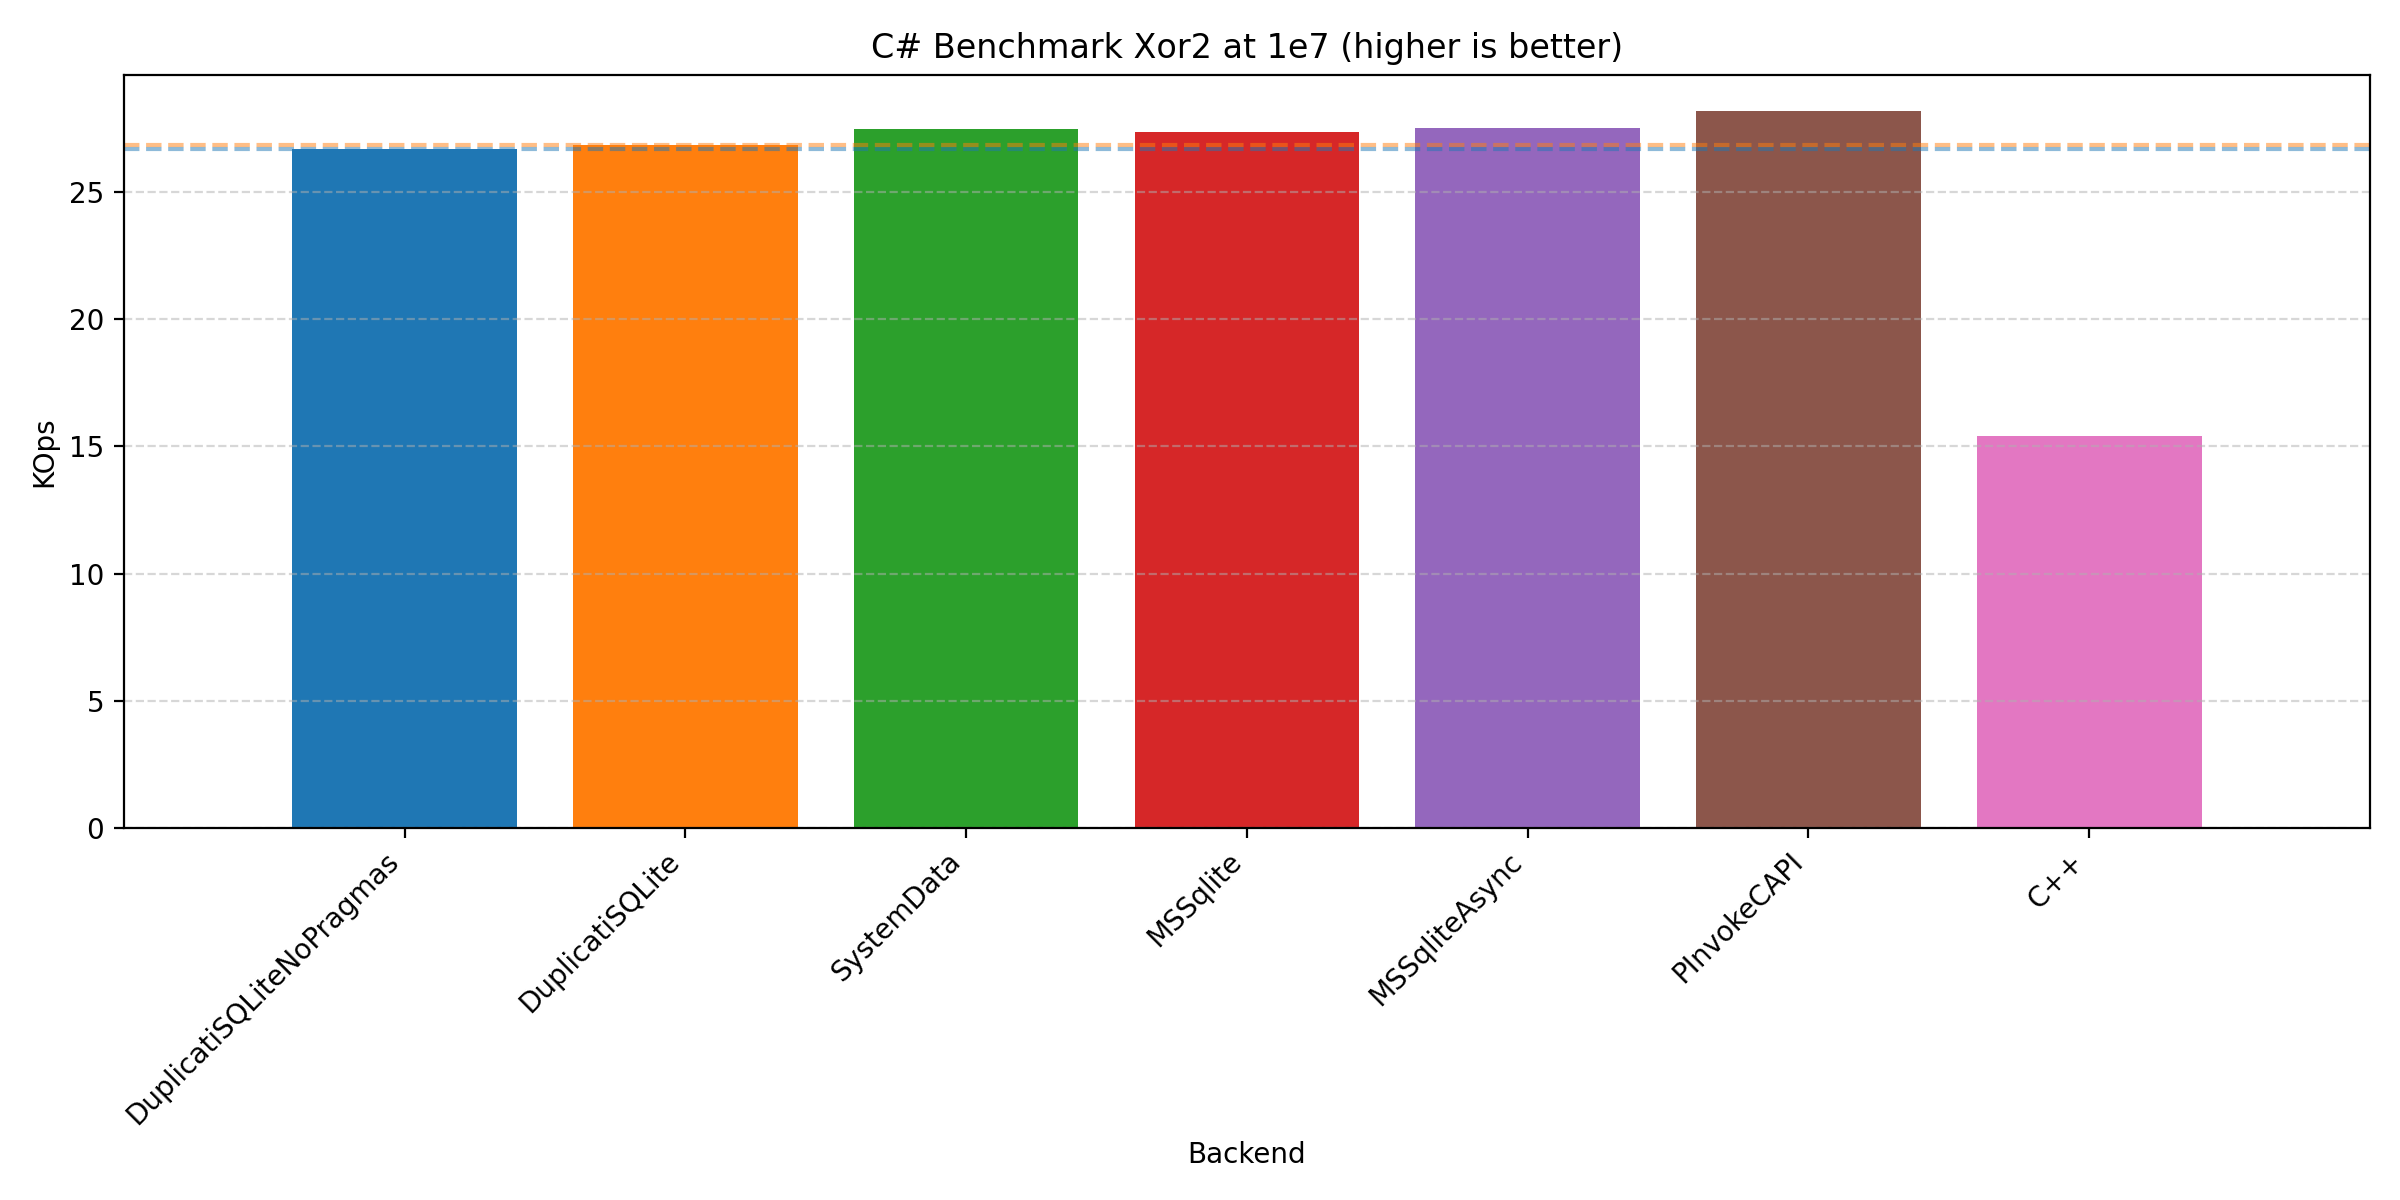 C# Benchmark Xor2 at 1e7 (higher is better)
KOps
25
20
15
10
5
0
DuplicatiSQLiteNoPragmas
DuplicatiSQLite
SystemData
MSSqlite
MSSqliteAsync
PInvokeCAPI
C++
Backend